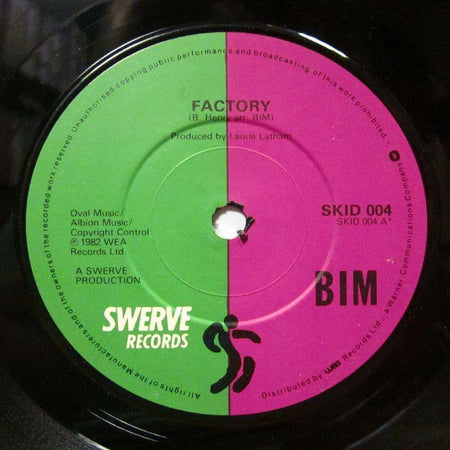 All rights of the Manufacturers and of the owners of the recorded work reserved. Unauthorised copying public performance and broadcasting of this record prohibited.
FACTORY
(B. Henry arr. BIM)
Produced by Laurie Latham
Oval Music/
Albion Music/
Copyright Control
℗ 1982 WEA
Records Ltd.
A SWERVE
PRODUCTION
SKID 004
SKID 004 A
BIM
SWERVE
RECORDS
Distributed by wea Records Ltd. a Warner Communications Company